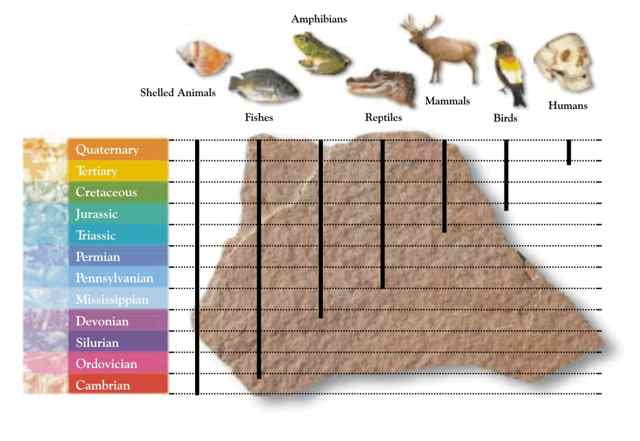 Amphibians
Shelled Animals
Fishes
Reptiles
Mammals
Birds
Humans
Quaternary
Tertiary
Cretaceous
Jurassic
Triassic
Permian
Pennsylvanian
Mississippian
Devonian
Silurian
Ordovician
Cambrian